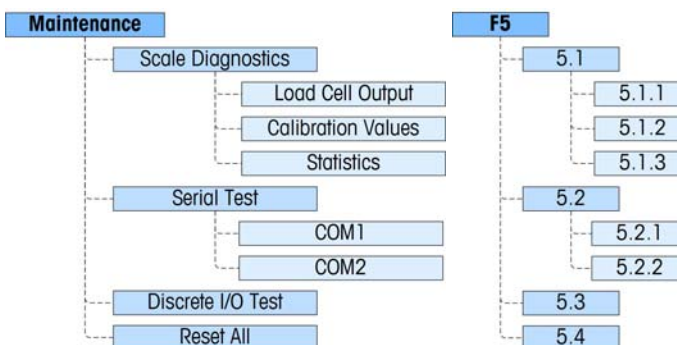 Maintenance F5
Scale Diagnostics 5.1
Load Cell Output 5.1.1
Calibration Values 5.1.2
Statistics 5.1.3
Serial Test 5.2
COM1 5.2.1
COM2 5.2.2
Discrete I/O Test 5.3
Reset All 5.4